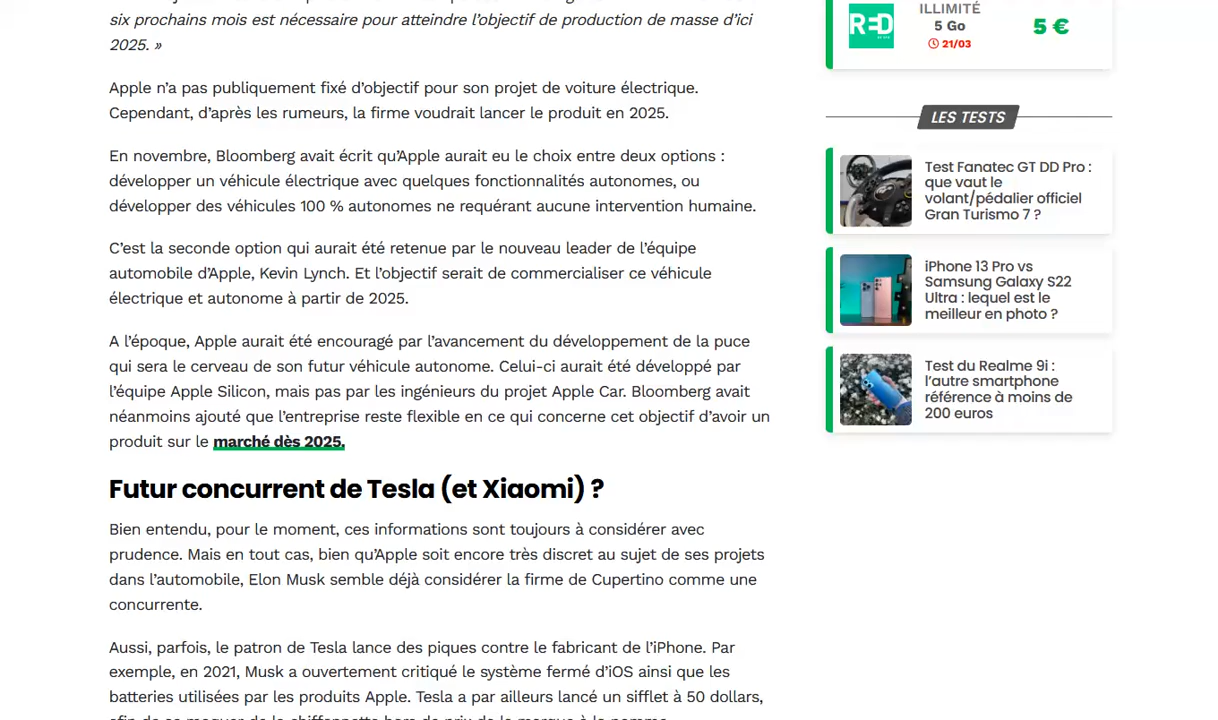 six prochains mois est nécessaire pour atteindre l’objectif de production de masse d’ici
2025. »
Apple n’a pas publiquement fixé d’objectif pour son projet de voiture électrique.
Cependant, d’après les rumeurs, la firme voudrait lancer le produit en 2025.
En novembre, Bloomberg avait écrit qu’Apple aurait eu le choix entre deux options :
développer un véhicule électrique avec quelques fonctionnalités autonomes, ou
développer des véhicules 100 % autonomes ne requérant aucune intervention humaine.
C’est la seconde option qui aurait été retenue par le nouveau leader de l’équipe
automobile d’Apple, Kevin Lynch. Et l’objectif serait de commercialiser ce véhicule
électrique et autonome à partir de 2025.
A l’époque, Apple aurait été encouragé par l’avancement du développement de la puce
qui sera le cerveau de son futur véhicule autonome. Celui-ci aurait été développé par
l’équipe Apple Silicon, mais pas par les ingénieurs du projet Apple Car. Bloomberg avait
néanmoins ajouté que l’entreprise reste flexible en ce qui concerne cet objectif d’avoir un
produit sur le marché dès 2025.
Futur concurrent de Tesla (et Xiaomi) ?
Bien entendu, pour le moment, ces informations sont toujours à considérer avec
prudence. Mais en tout cas, bien qu’Apple soit encore très discret au sujet de ses projets
dans l’automobile, Elon Musk semble déjà considérer la firme de Cupertino comme une
concurrente.
Aussi, parfois, le patron de Tesla lance des piques contre le fabricant de l’iPhone. Par
exemple, en 2021, Musk a ouvertement critiqué le système fermé d’iOS ainsi que les
batteries utilisées par les produits Apple. Tesla a par ailleurs lancé un sifflet à 50 dollars,
afin de se moquer de la chiffonnette hors de prix de la marque à la pomme.
RED
ILLIMITÉ
5 Go
21/03
5 €
LES TESTS
Test Fanatec GT DD Pro :
que vaut le
volant/pédalier officiel
Gran Turismo 7 ?
iPhone 13 Pro vs
Samsung Galaxy S22
Ultra : lequel est le
meilleur en photo ?
Test du Realme 9i :
l’autre smartphone
référence à moins de
200 euros